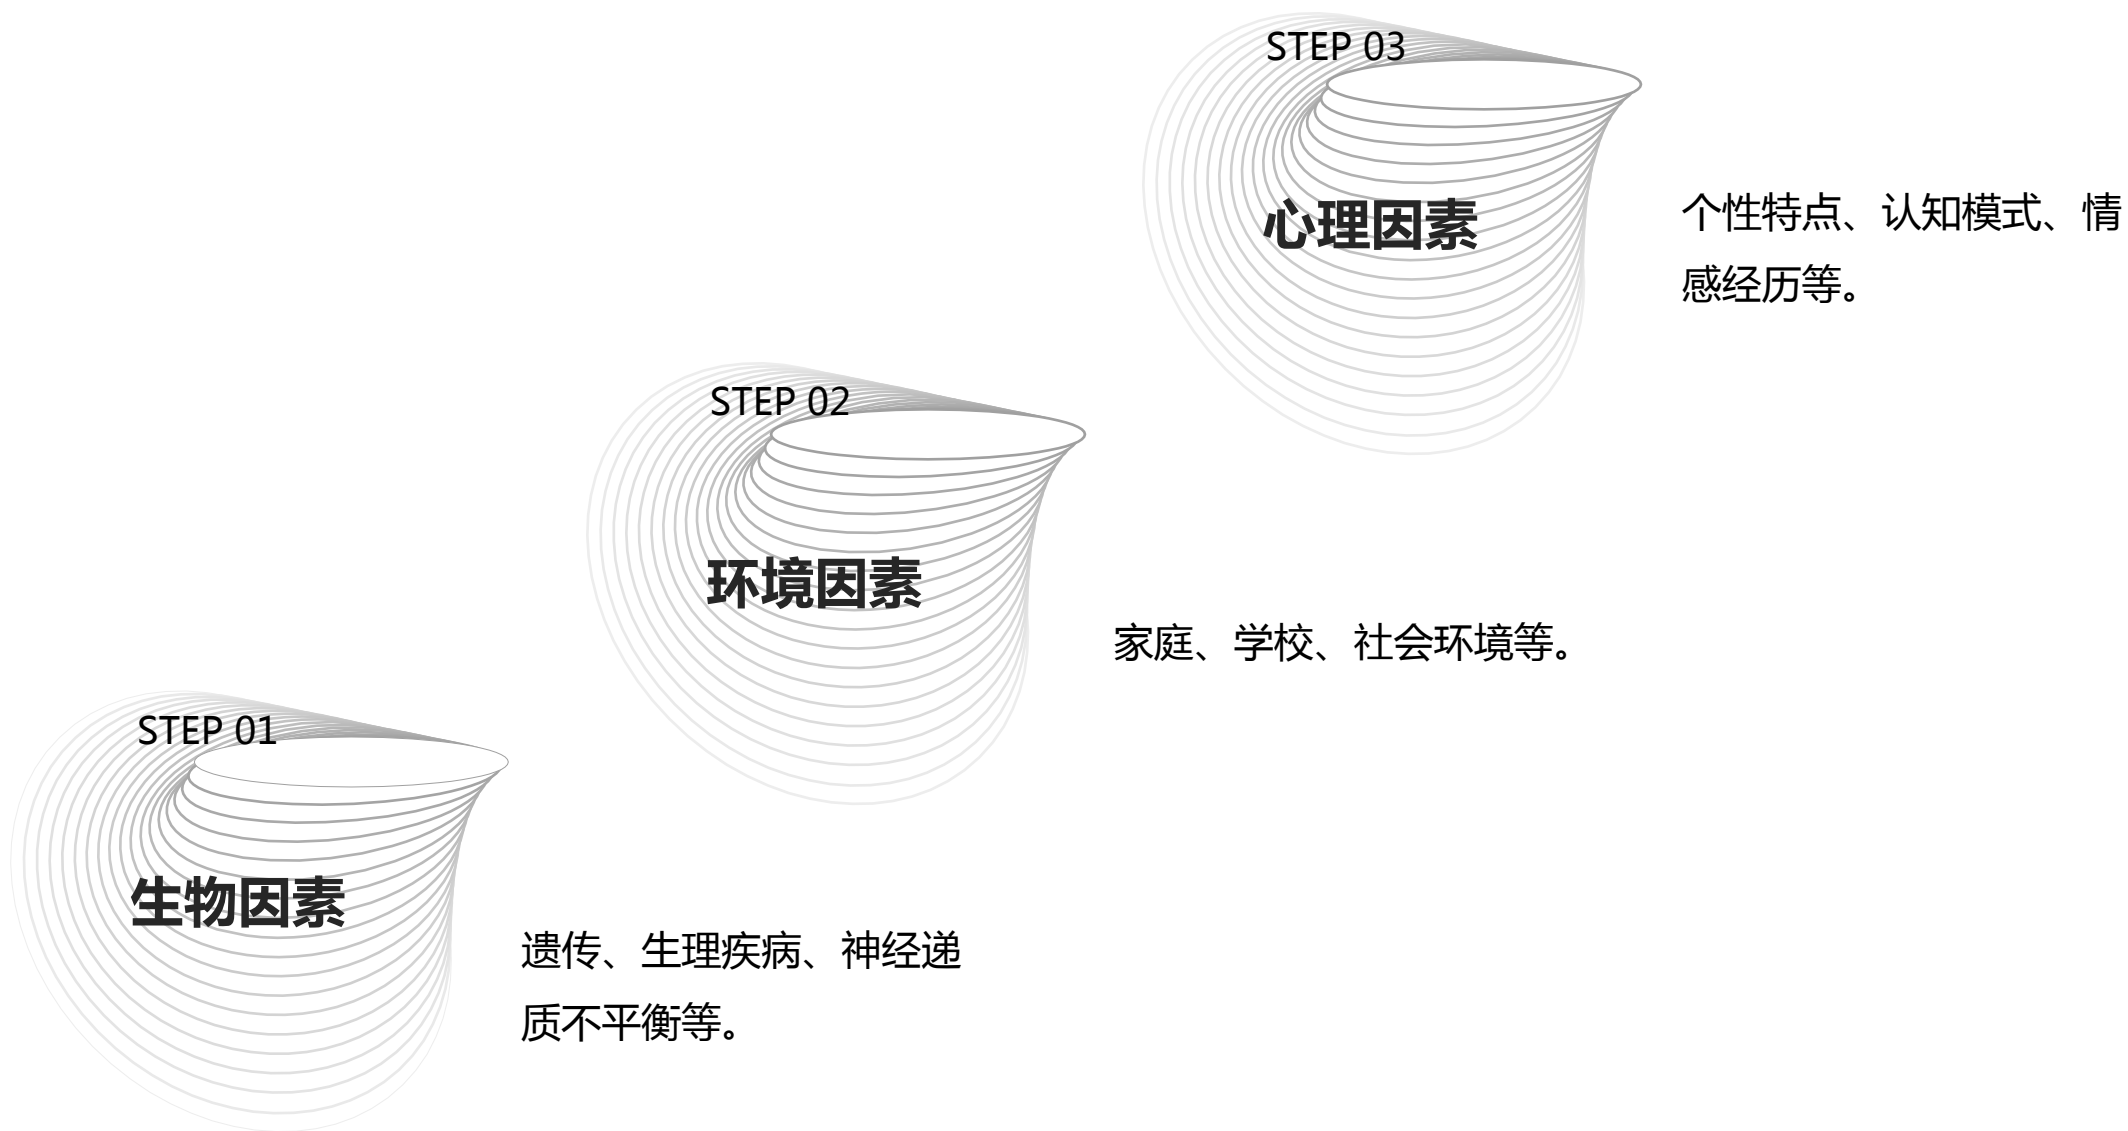 STEP 03
心理因素
个性特点、认知模式、情
感经历等。
STEP 02
环境因素
家庭、学校、社会环境等。
STEP 01
生物因素
遗传、生理疾病、神经递
质不平衡等。